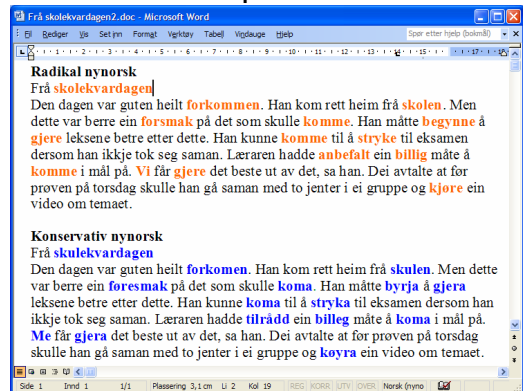 Frå skolekvardagen2.doc - Microsoft Word
Fil Rediger Vis Set inn Format Verktøy Tabell Vindauge Hjelp Spør etter hjelp (bokmål)
Radikal nynorsk
Frå skolekvardagen
Den dagen var guten heilt forkommen. Han kom rett heim frå skolen. Men
dette var berre ein forsmak på det som skulle komme. Han måtte begynne å
gjere leksene betre etter dette. Han kunne komme til å stryke til eksamen
dersom han ikkje tok seg saman. Læraren hadde anbefalt ein billig måte å
komme i mål på. Vi får gjere det beste ut av det, sa han. Dei avtalte at før
prøven på torsdag skulle han gå saman med to jenter i ei gruppe og kjøre ein
video om temaet.
Konservativ nynorsk
Frå skulekvardagen
Den dagen var guten heilt forkomen. Han kom rett heim frå skulen. Men dette
var berre ein føresmak på det som skulle koma. Han måtte byrja å gjera
leksene betre etter dette. Han kunne koma til å stryka til eksamen dersom han
ikkje tok seg saman. Læraren hadde tilrådd ein billeg måte å koma i mål på.
Me får gjera det beste ut av det, sa han. Dei avtalte at før prøven på torsdag
skulle han gå saman med to jenter i ei gruppe og køyra ein video om temaet.
Side 1 Innd 1 1/1 Plassering 3,1 cm Li 2 Kol 19 REG KORR UTV OVER Norsk (nyno